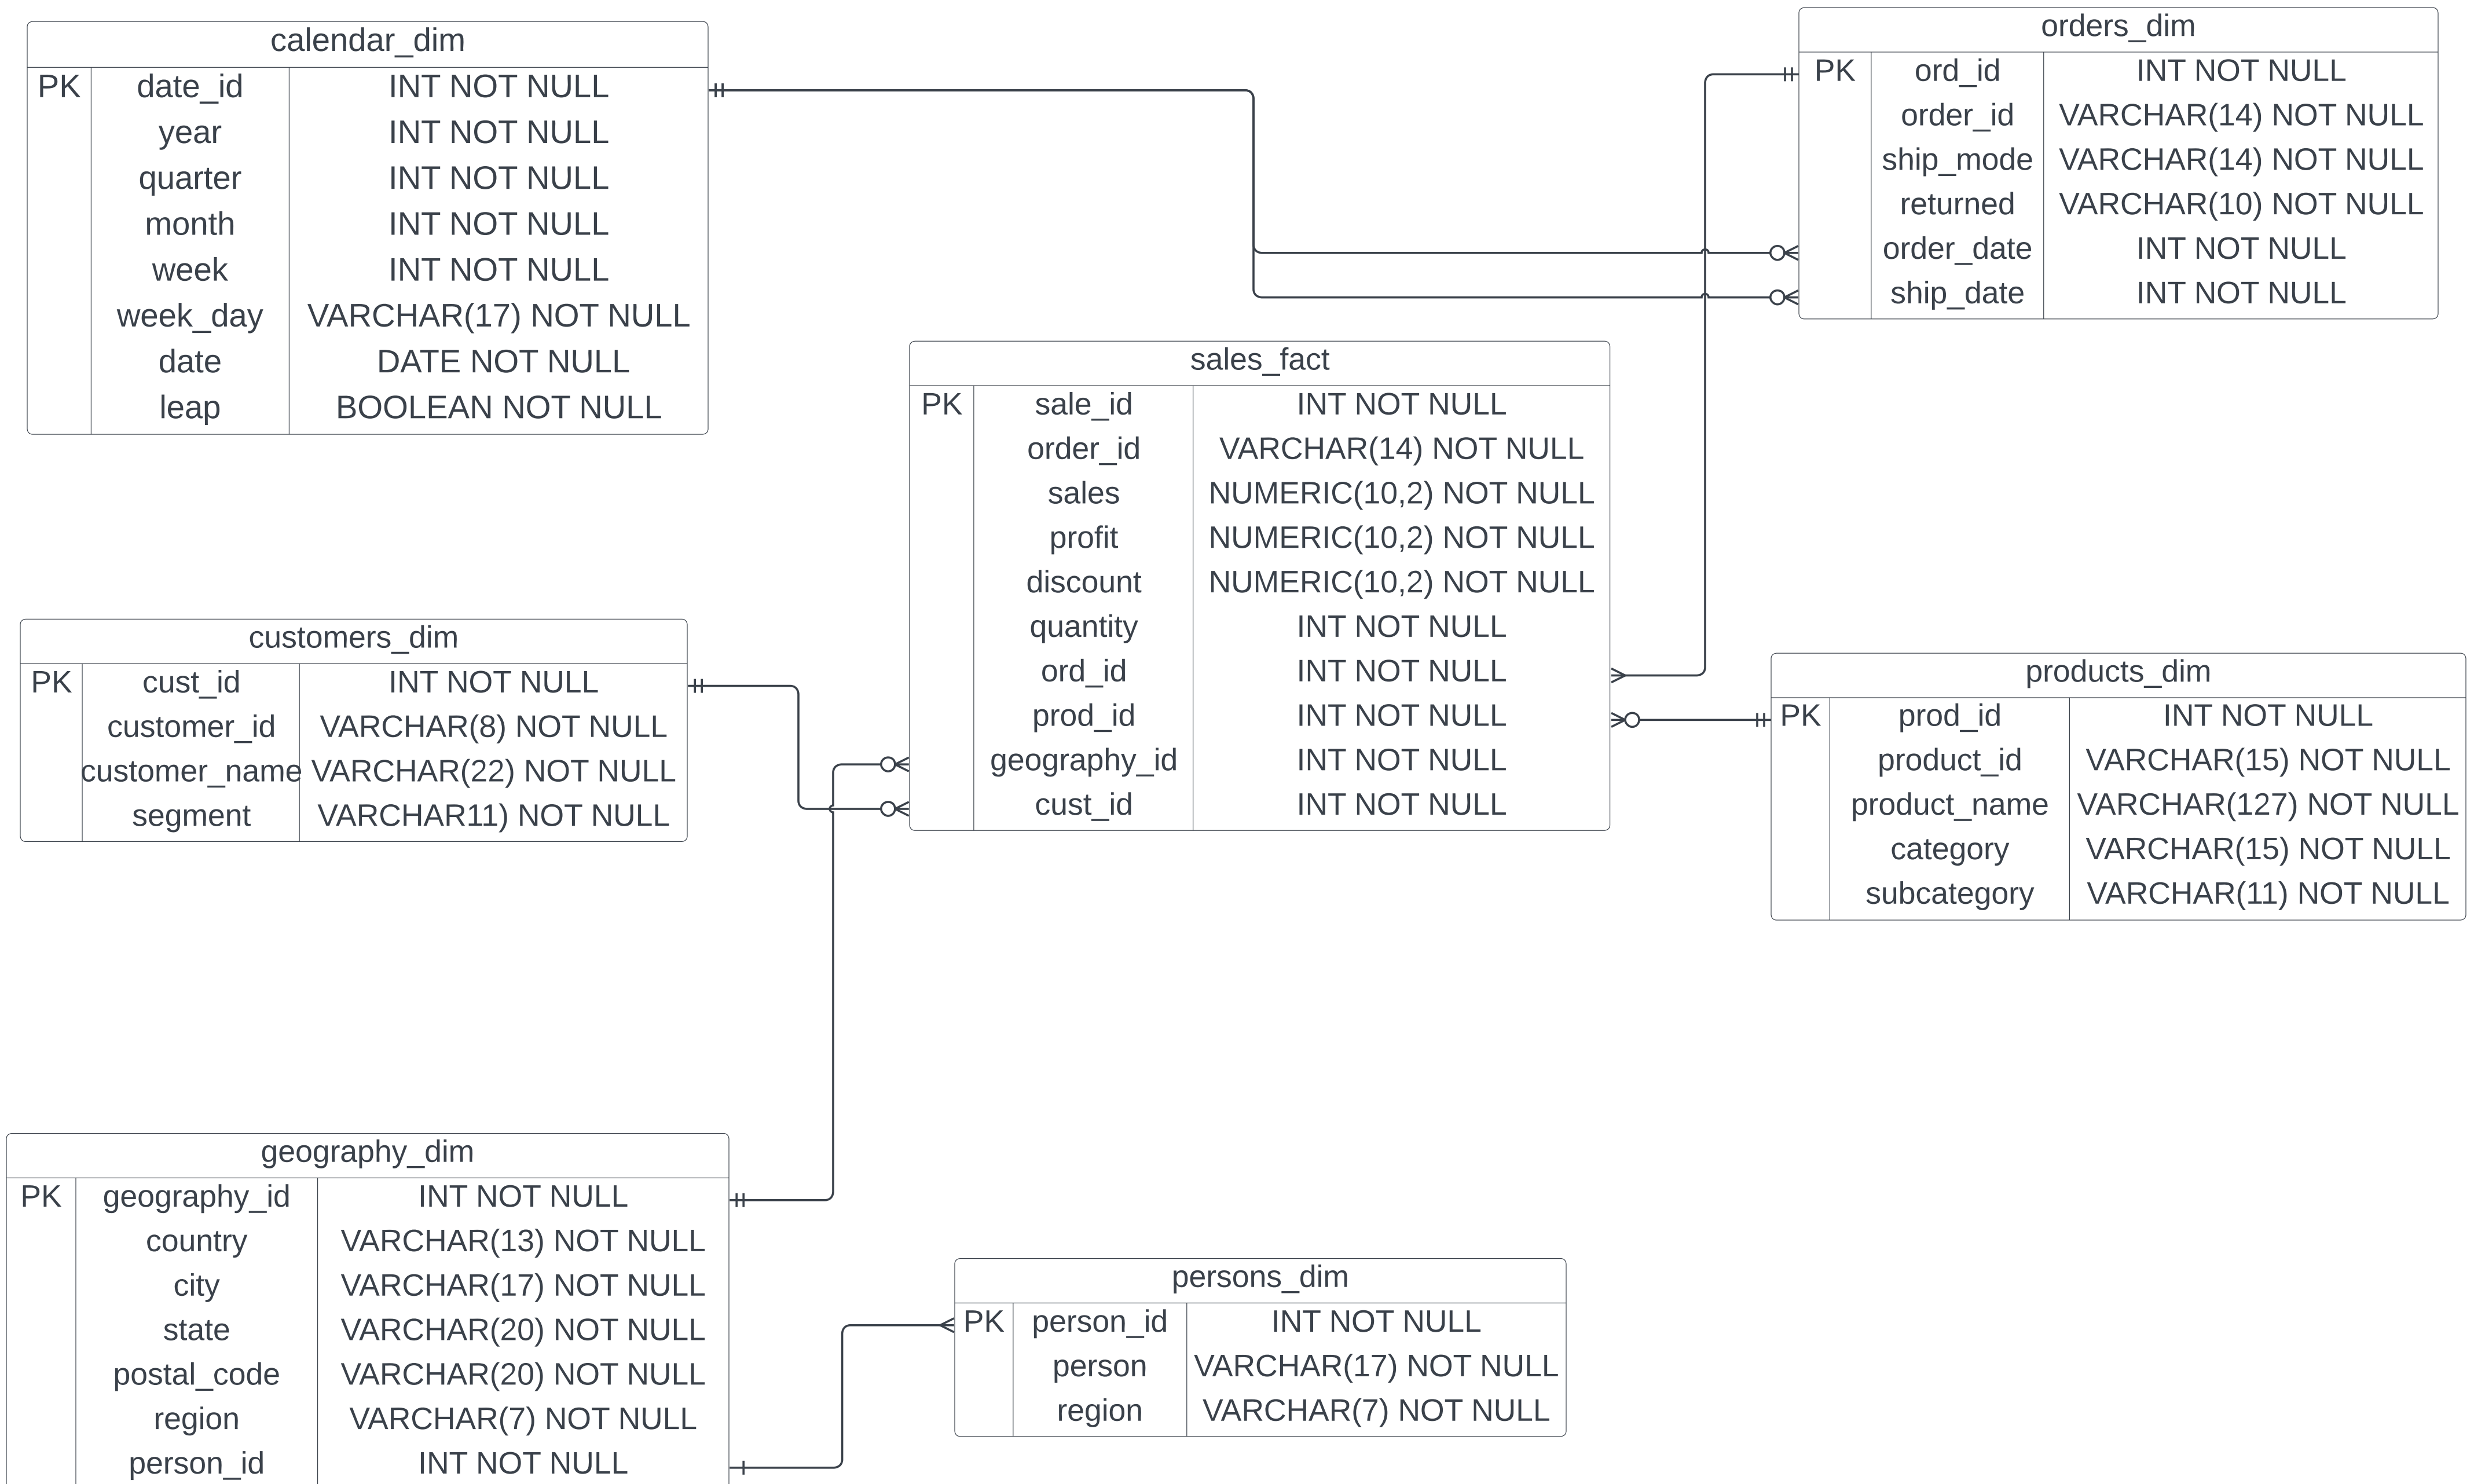 calendar_dim
PK date_id INT NOT NULL
year INT NOT NULL
quarter INT NOT NULL
month INT NOT NULL
week INT NOT NULL
week_day VARCHAR(17) NOT NULL
date DATE NOT NULL
leap BOOLEAN NOT NULL
orders_dim
PK ord_id INT NOT NULL
order_id VARCHAR(14) NOT NULL
ship_mode VARCHAR(14) NOT NULL
returned VARCHAR(10) NOT NULL
order_date INT NOT NULL
ship_date INT NOT NULL
sales_fact
PK sale_id INT NOT NULL
order_id VARCHAR(14) NOT NULL
sales NUMERIC(10,2) NOT NULL
profit NUMERIC(10,2) NOT NULL
discount NUMERIC(10,2) NOT NULL
quantity INT NOT NULL
ord_id INT NOT NULL
prod_id INT NOT NULL
geography_id INT NOT NULL
cust_id INT NOT NULL
customers_dim
PK cust_id INT NOT NULL
customer_id VARCHAR(8) NOT NULL
customer_name VARCHAR(22) NOT NULL
segment VARCHAR11) NOT NULL
products_dim
PK prod_id INT NOT NULL
product_id VARCHAR(15) NOT NULL
product_name VARCHAR(127) NOT NULL
category VARCHAR(15) NOT NULL
subcategory VARCHAR(11) NOT NULL
geography_dim
PK geography_id INT NOT NULL
country VARCHAR(13) NOT NULL
city VARCHAR(17) NOT NULL
state VARCHAR(20) NOT NULL
postal_code VARCHAR(20) NOT NULL
region VARCHAR(7) NOT NULL
person_id INT NOT NULL
persons_dim
PK person_id INT NOT NULL
person VARCHAR(17) NOT NULL
region VARCHAR(7) NOT NULL